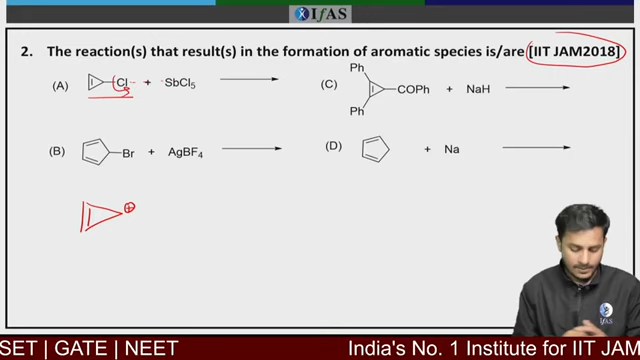 IFAS
2. The reaction(s) that result(s) in the formation of aromatic species is/are [IIT JAM2018]
(A) Cl + SbCl5
(C) Ph COPh + NaH
Ph
(B) Br + AgBF4
(D) + Na
⊕
IFAS
SET | GATE | NEET India's No. 1 Institute for IIT JAM